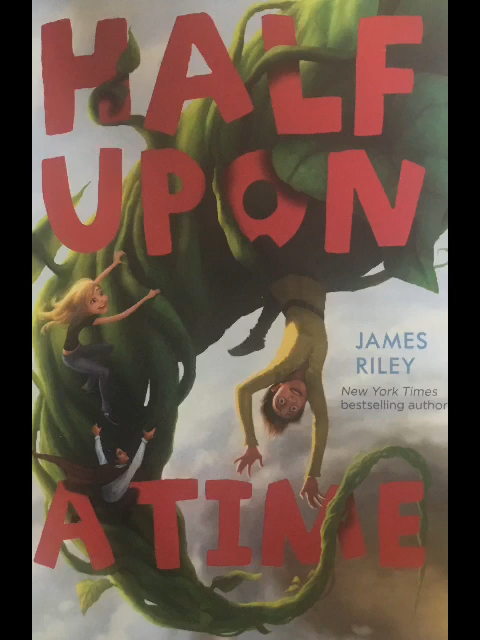 HALF
UPON
A TIME
JAMES
RILEY
New York Times
bestselling author